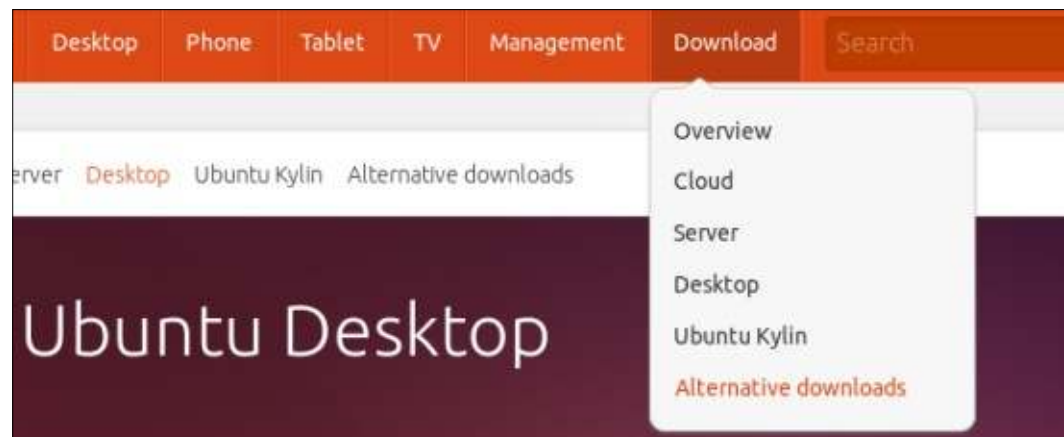 Desktop Phone Tablet TV Management Download Search
Desktop Ubuntu Kylin Alternative downloads
Ubuntu Desktop
Overview
Cloud
Server
Desktop
Ubuntu Kylin
Alternative downloads